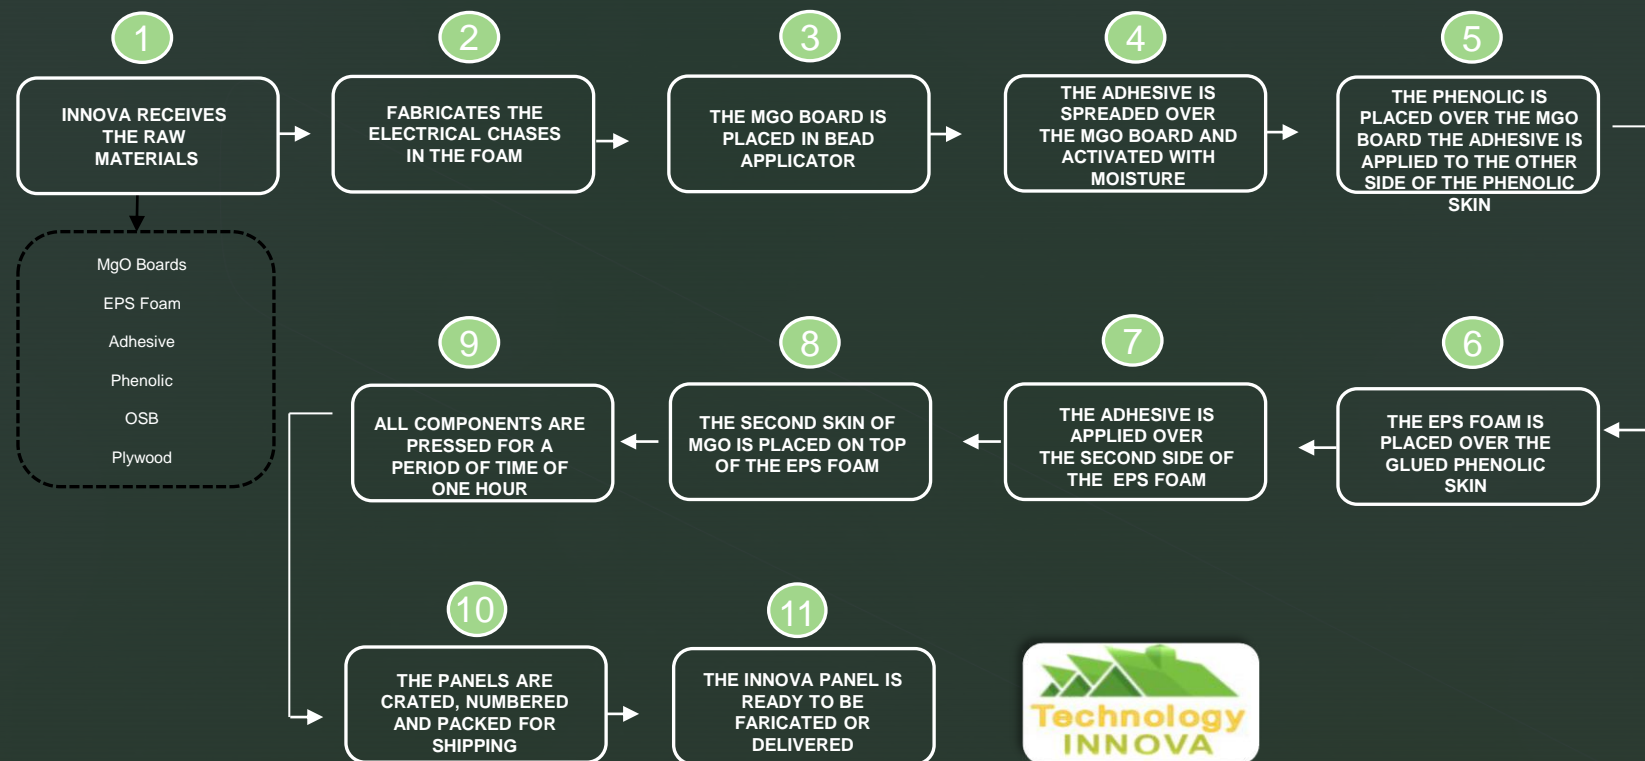 1
INNOVA RECEIVES
THE RAW
MATERIALS
MgO Boards
EPS Foam
Adhesive
Phenolic
OSB
Plywood
2
FABRICATES THE
ELECTRICAL CHASES
IN THE FOAM
3
THE MGO BOARD IS
PLACED IN BEAD
APPLICATOR
4
THE ADHESIVE IS
SPREADED OVER
THE MGO BOARD AND
ACTIVATED WITH
MOISTURE
5
THE PHENOLIC IS
PLACED OVER THE MGO
BOARD THE ADHESIVE IS
APPLIED TO THE OTHER
SIDE OF THE PHENOLIC
SKIN
6
THE EPS FOAM IS
PLACED OVER THE
GLUED PHENOLIC
SKIN
7
THE ADHESIVE IS
APPLIED OVER
THE SECOND SIDE OF
THE EPS FOAM
8
THE SECOND SKIN OF
MGO IS PLACED ON TOP
OF THE EPS FOAM
9
ALL COMPONENTS ARE
PRESSED FOR A
PERIOD OF TIME OF
ONE HOUR
10
THE PANELS ARE
CRATED, NUMBERED
AND PACKED FOR
SHIPPING
11
THE INNOVA PANEL IS
READY TO BE
FARICATED OR
DELIVERED
Technology
INNOVA